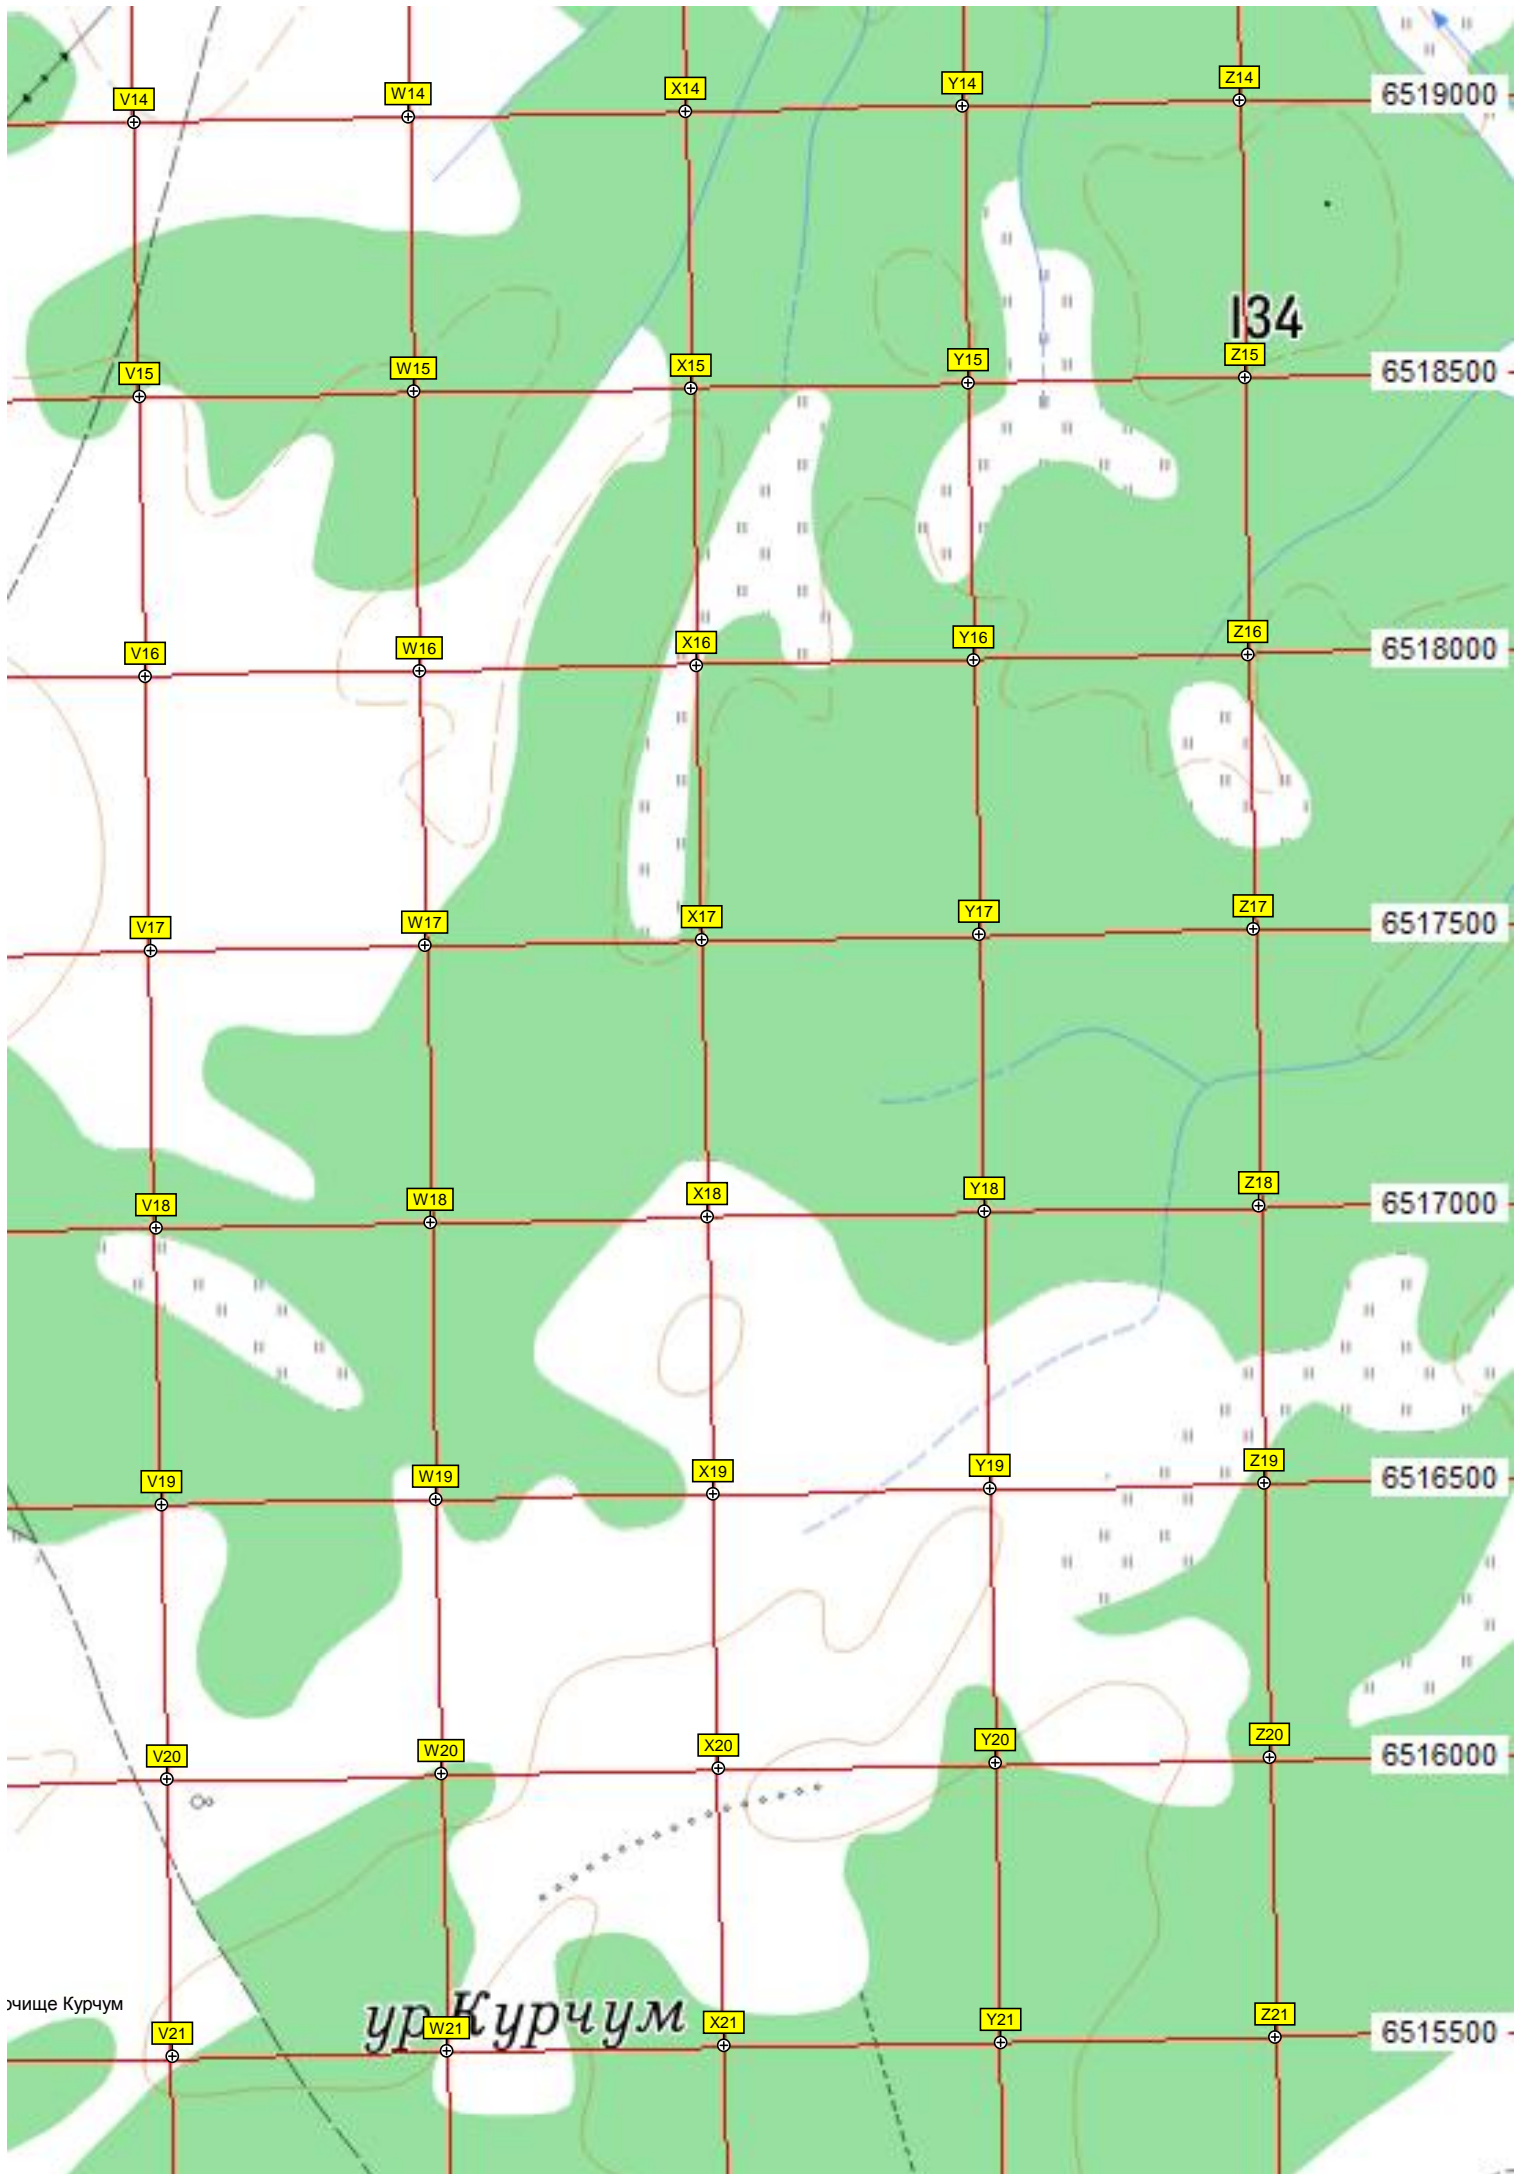 V14 W14 X14 Y14 Z14 6519000
134
V15 W15 X15 Y15 Z15 6518500
V16 W16 X16 Y16 Z16 6518000
V17 W17 X17 Y17 Z17 6517500
V18 W18 X18 Y18 Z18 6517000
V19 W19 X19 Y19 Z19 6516500
V20 W20 X20 Y20 Z20 6516000
очище Курчум
ур Курчум
V21 W21 X21 Y21 Z21 6515500